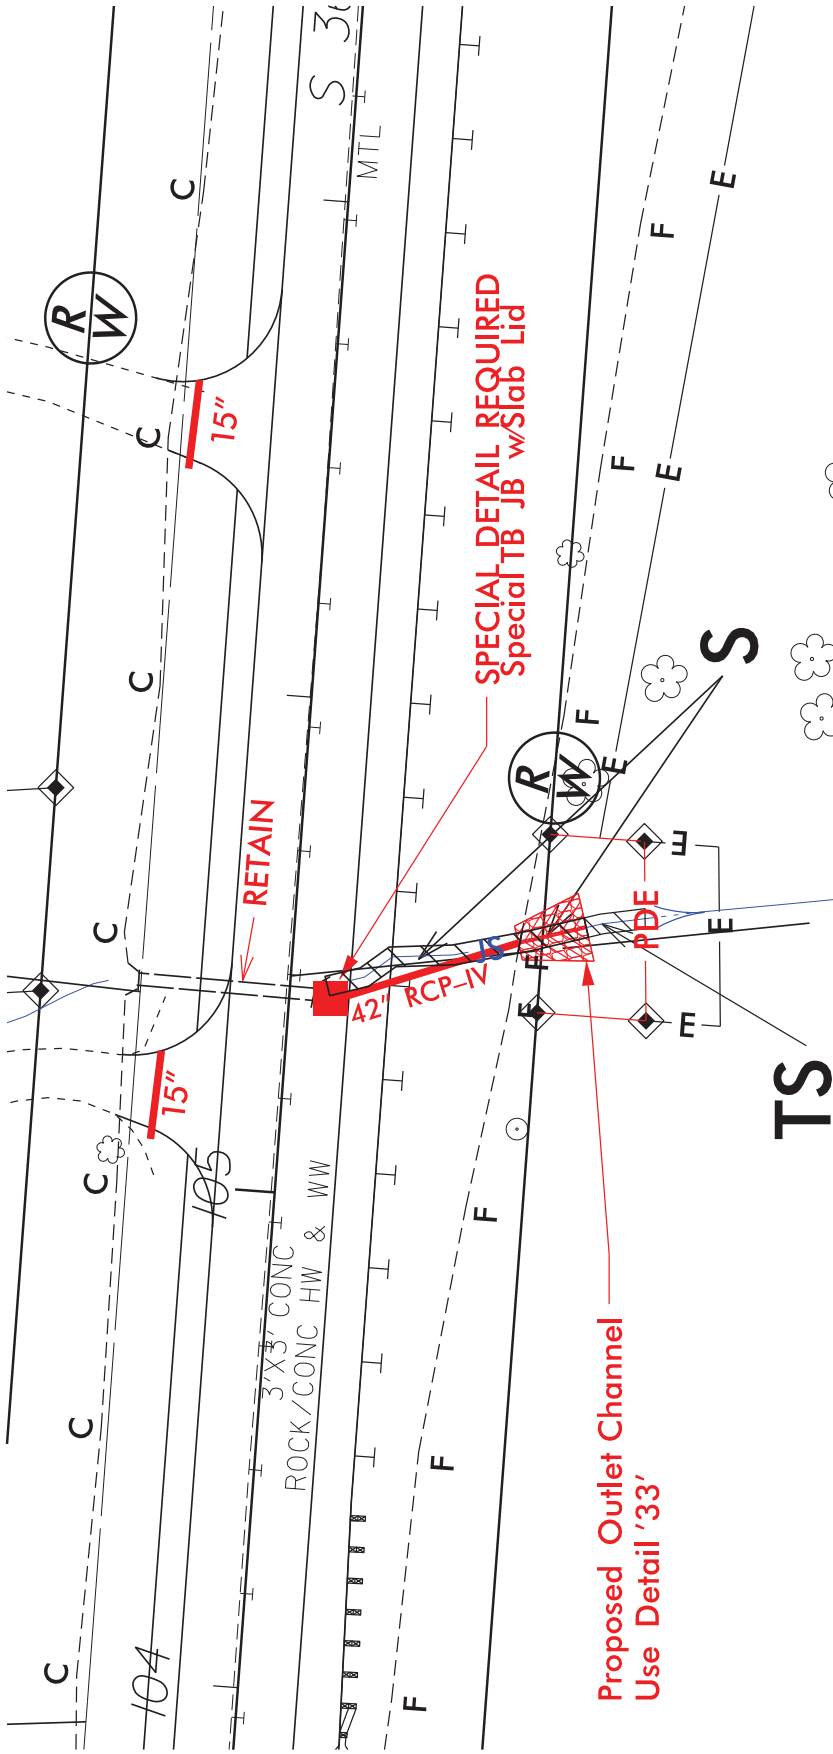 C
C
C
C
C
C
C
R
W
S 36
MTL
15"
SPECIAL DETAIL REQUIRED
Special TB JB w/Slab Lid
RETAIN
42" RCP-IV
JS
15"
105
3'X3' CONC
ROCK/CONC HW & WW
104
R
W
F
F
F
F
F
F
F
F
E
E
E
E
E
E
PDE
S
TS
Proposed Outlet Channel
Use Detail '33'